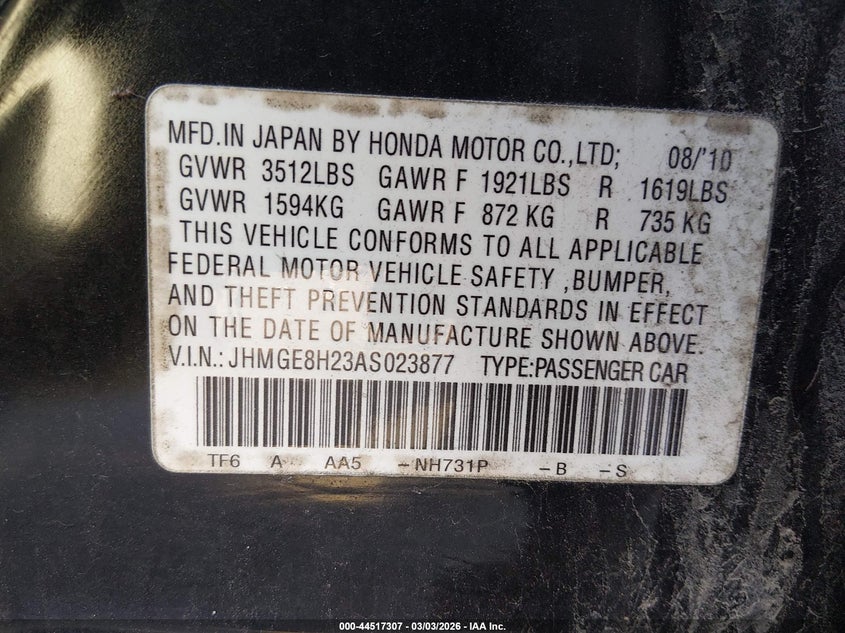 MFD.IN JAPAN BY HONDA MOTOR CO.,LTD; 08/'10
GVWR 3512LBS GAWR F 1921LBS R 1619LBS
GVWR 1594KG GAWR F 872 KG R 735 KG
THIS VEHICLE CONFORMS TO ALL APPLICABLE
FEDERAL MOTOR VEHICLE SAFETY ,BUMPER,
AND THEFT PREVENTION STANDARDS IN EFFECT
ON THE DATE OF MANUFACTURE SHOWN ABOVE.
V.I.N.: JHMGE8H23AS023877 TYPE:PASSENGER CAR
TF6 A AA5 -NH731P -B -S
000-44517307 - 03/03/2026 - IAA Inc.